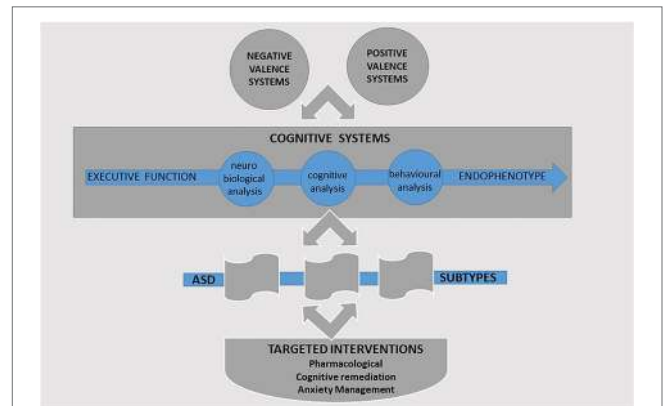 NEGATIVE
VALENCE
SYSTEMS
POSITIVE
VALENCE
SYSTEMS
COGNITIVE SYSTEMS
EXECUTIVE FUNCTION
neuro
biological
analysis
cognitive
analysis
behavioural
analysis
ENDOPHENOTYPE
ASD
SUBTYPES
TARGETED INTERVENTIONS
Pharmacological
Cognitive remediation
Anxiety Management